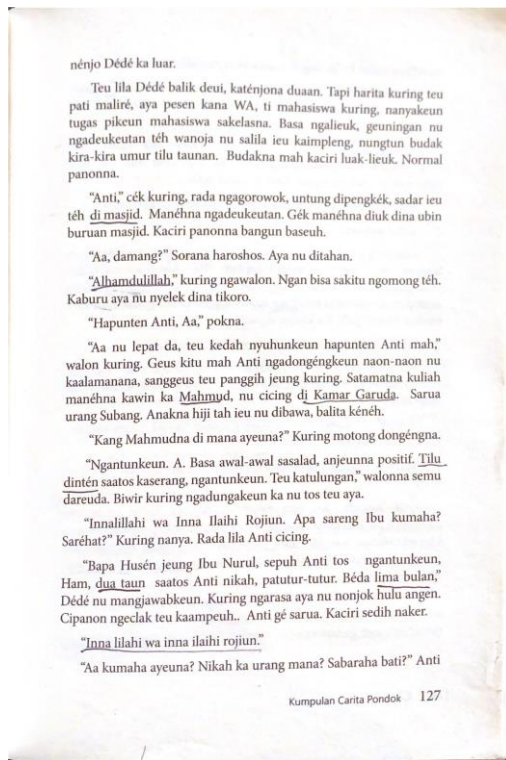 nénjo Dédé ka luar.
Teu lila Dédé balik deui, katénjona duaan. Tapi harita kuring teu
pati maliré, aya pesen kana WA, ti mahasiswa kuring, nanyakeun
tugas pikeun mahasiswa sakelasna. Basa ngalieuk, geuningan nu
ngadeukeutan téh wanoja nu salila ieu kaimpleng, nungtun budak
kira-kira umur tilu taunan. Budakna mah kaciri luak-lieuk. Normal
panonna.
"Anti," cék kuring, rada ngagorowok, untung dipengkék, sadar ieu
téh di masjid. Manéhna ngadeukeutan. Gék manéhna diuk dina ubin
buruan masjid. Kaciri panonna bangun baseuh.
"Aa, damang?" Sorana haroshos. Aya nu ditahan.
"Alhamdulillah," kuring ngawalon. Ngan bisa sakitu ngomong téh.
Kaburu aya nu nyelek dina tikoro.
"Hapunten Anti, Aa," pokna.
"Aa nu lepat da, teu kedah nyuhunkeun hapunten Anti mah,"
walon kuring. Geus kitu mah Anti ngadongéngkeun naon-naon nu
kaalamanana, sanggeus teu panggih jeung kuring. Satamatna kuliah
manéhna kawin ka Mahmud, nu cicing di Kamar Garuda. Sarua
urang Subang. Anakna hiji tah ieu nu dibawa, balita kénéh.
"Kang Mahmudna di mana ayeuna?" Kuring motong dongéngna.
"Ngantunkeun. A. Basa awal-awal sasalad, anjeunna positif. Tilu
dintén saatos kaserang, ngantunkeun. Teu katulungan," walonna semu
dareuda. Biwir kuring ngadungakeun ka nu tos teu aya.
"Innalillahi wa Inna Ilaihi Rojiun. Apa sareng Ibu kumaha?
Saréhat?" Kuring nanya. Rada lila Anti cicing.
"Bapa Husén jeung Ibu Nurul, sepuh Anti tos ngantunkeun,
Ham, dua taun saatos Anti nikah, patutur-tutur. Béda lima bulan,"
Dédé nu mangjawabkeun. Kuring ngarasa aya nu nonjok hulu angen.
Cipanon ngeclak teu kaampeuh.. Anti gé sarua. Kaciri sedih naker.
"Inna lilahi wa inna ilaihi rojiun."
"Aa kumaha ayeuna? Nikah ka urang mana? Sabaraha bati?" Anti
Kumpulan Carita Pondok 127